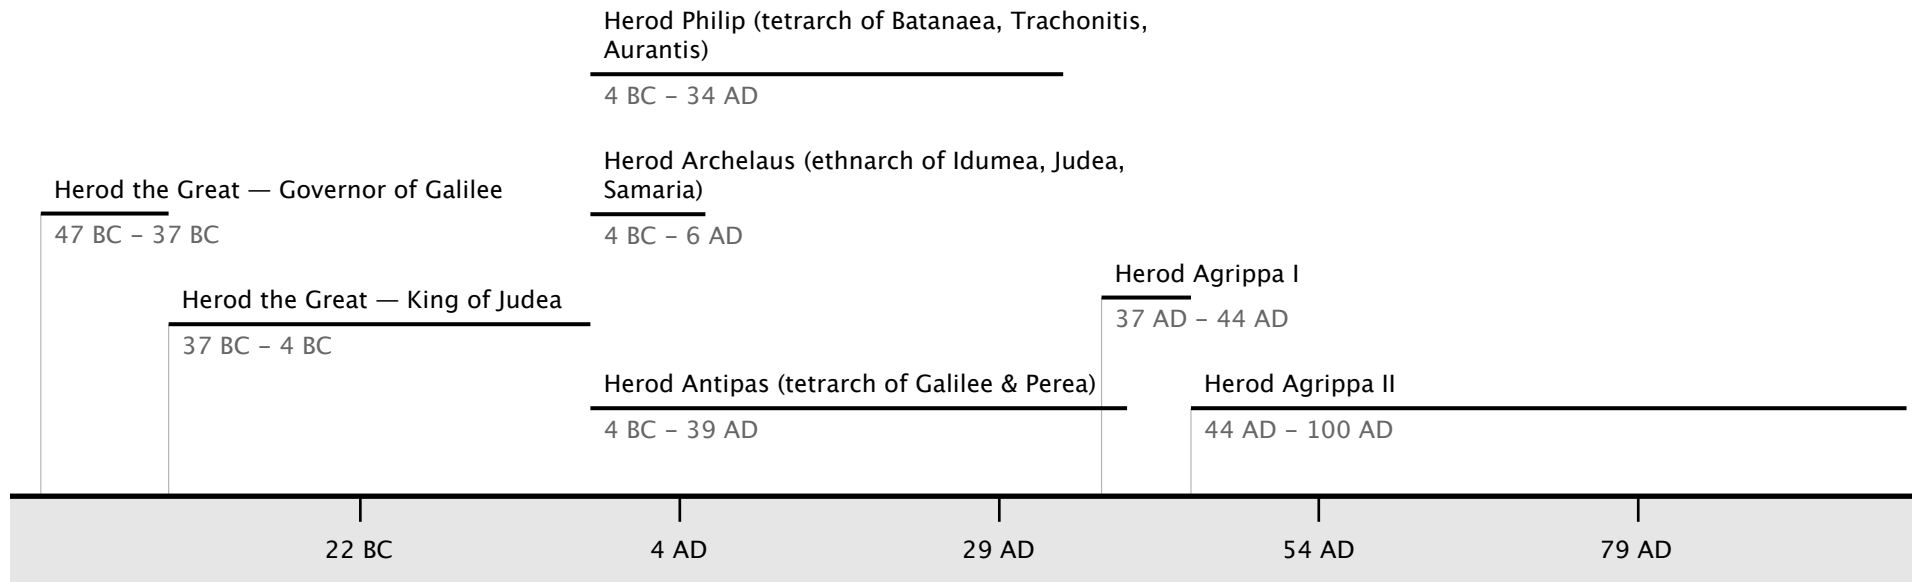 Herod Philip (tetrarch of Batanaea, Trachonitis,
Aurantis)
4 BC – 34 AD
Herod Archelaus (ethnarch of Idumea, Judea,
Samaria)
4 BC – 6 AD
Herod the Great — Governor of Galilee
47 BC – 37 BC
Herod Agrippa I
37 AD – 44 AD
Herod the Great — King of Judea
37 BC – 4 BC
Herod Antipas (tetrarch of Galilee & Perea)
4 BC – 39 AD
Herod Agrippa II
44 AD – 100 AD
22 BC
4 AD
29 AD
54 AD
79 AD